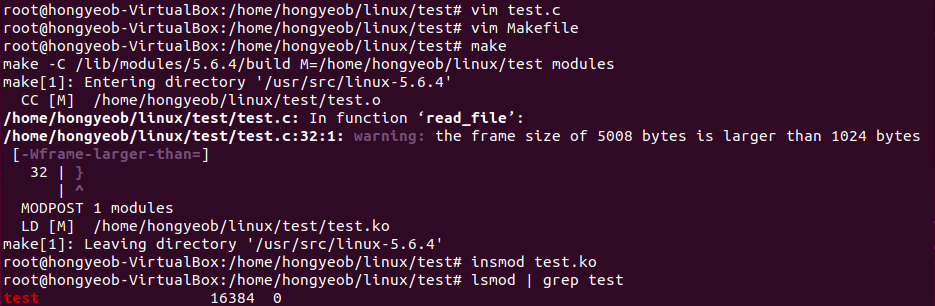 root@hongyeob-VirtualBox:/home/hongyeob/linux/test# vim test.c
root@hongyeob-VirtualBox:/home/hongyeob/linux/test# vim Makefile
root@hongyeob-VirtualBox:/home/hongyeob/linux/test# make
make -C /lib/modules/5.6.4/build M=/home/hongyeob/linux/test modules
make[1]: Entering directory '/usr/src/linux-5.6.4'
  CC [M]  /home/hongyeob/linux/test/test.o
/home/hongyeob/linux/test/test.c: In function ‘read_file’:
/home/hongyeob/linux/test/test.c:32:1: warning: the frame size of 5008 bytes is larger than 1024 bytes
 [-Wframe-larger-than=]
   32 | }
      | ^
  MODPOST 1 modules
  LD [M]  /home/hongyeob/linux/test/test.ko
make[1]: Leaving directory '/usr/src/linux-5.6.4'
root@hongyeob-VirtualBox:/home/hongyeob/linux/test# insmod test.ko
root@hongyeob-VirtualBox:/home/hongyeob/linux/test# lsmod | grep test
test                   16384  0